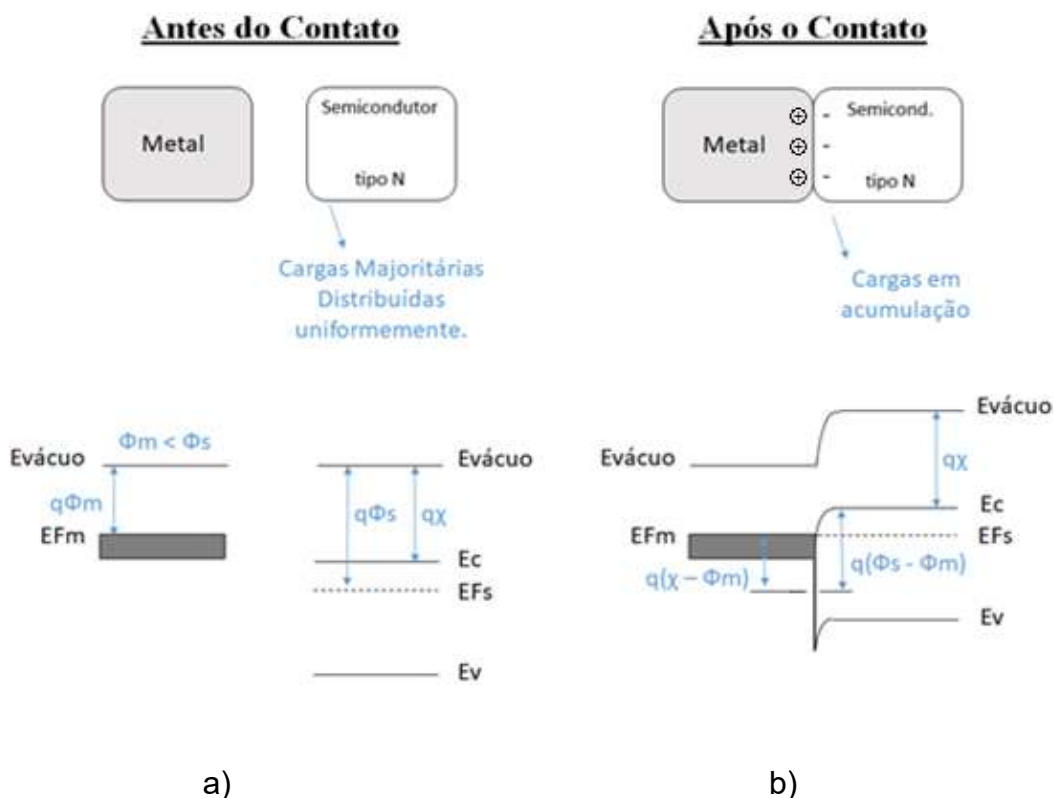 Antes do Contato
Metal
Semicondutor
tipo N
Cargas Majoritárias
Distribuídas
uniformemente.
Φm < Φs
Evácuo
qΦm
EFm
Evácuo
qΦs
qχ
Ec
EFs
Ev
a)
Após o Contato
Metal
+
+
+
-
-
-
Semicond.
tipo N
Cargas em
acumulação
Evácuo
Evácuo
qχ
Ec
EFm
EFs
q(χ – Φm)
q(Φs - Φm)
Ev
b)